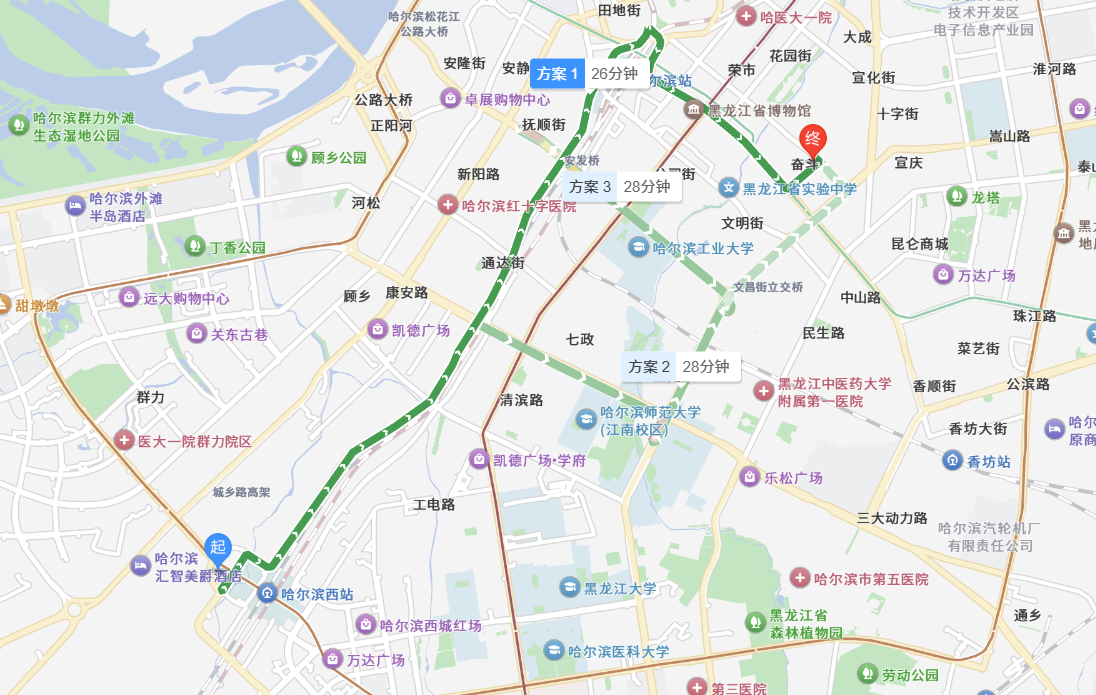 哈尔滨松花江
公路大桥
田地街
哈医大一院
技术开发区
电子信息产业园
大成
花园街
荣市
淮河路
安隆街
安静
方案 1
26分钟
尔滨站
宣化街
公路大桥
卓展购物中心
黑龙江省博物馆
十字街
哈尔滨群力外滩
生态湿地公园
正阳河
抚顺街
嵩山路
终
顾乡公园
安发桥
奋斗
宣庆
新阳路
方案 3
28分钟
黑龙江省实验中学
龙塔
哈尔滨外滩
半岛酒店
河松
哈尔滨红十字医院
文明街
丁香公园
哈尔滨工业大学
昆仑商城
通达街
万达广场
文昌街立交桥
顾乡
康安路
中山路
远大购物中心
甜墩墩
珠江路
关东古巷
凯德广场
七政
民生路
菜艺街
方案 2
28分钟
黑龙江中医药大学
附属第一医院
香顺街
公滨路
群力
清滨路
哈尔滨师范大学
(江南校区)
香坊大街
医大一院群力院区
凯德广场·学府
香坊站
乐松广场
城乡路高架
工电路
三大动力路
哈尔滨汽轮机厂
有限责任公司
起
哈尔滨
汇智美爵酒店
哈尔滨西站
黑龙江大学
哈尔滨市第五医院
哈尔滨西城红场
黑龙江省
森林植物园
通乡
万达广场
哈尔滨医科大学
劳动公园
第三医院